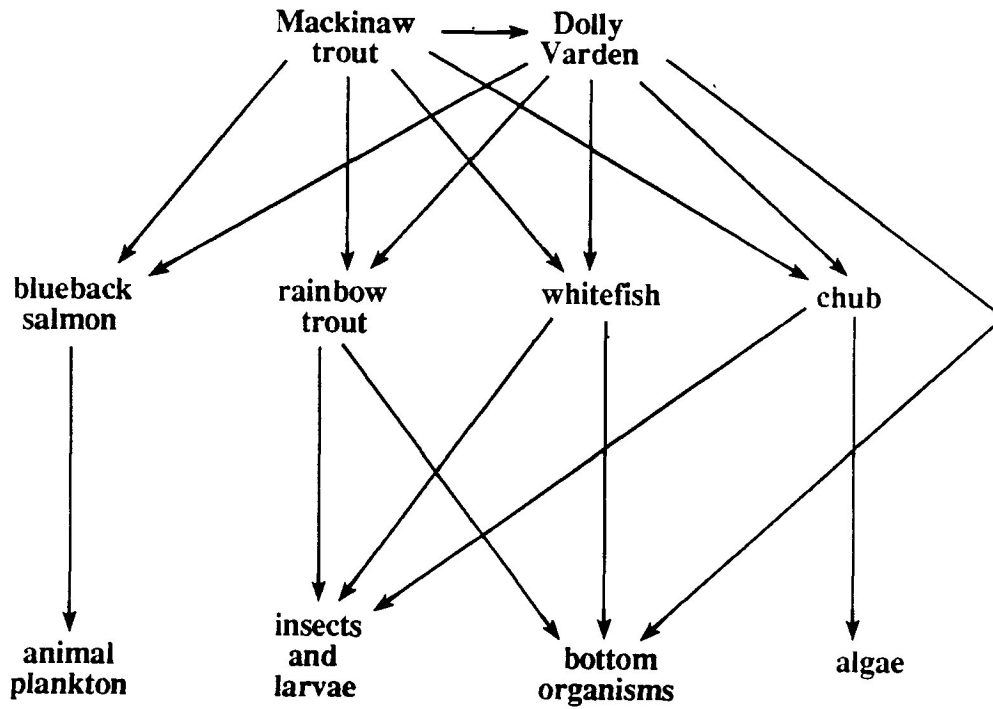 Mackinaw
trout
Dolly
Varden
blueback
salmon
rainbow
trout
whitefish
chub
animal
plankton
insects
and
larvae
bottom
organisms
algae